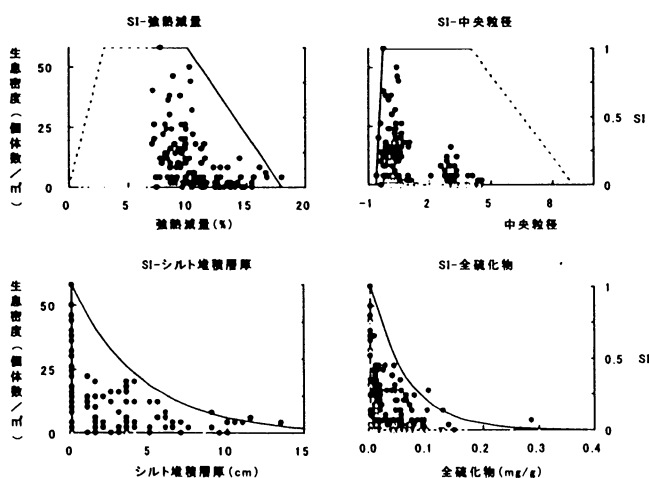 SI-強熱減量
生息密度(個体数/㎡)
50
25
0
0 5 10 15 20
強熱減量(%)
SI-中央粒径
1
0.5
0
SI
-1 2 5 8
中央粒径
SI-シルト堆積層厚
生息密度(個体数/㎡)
50
25
0
0 5 10 15
シルト堆積層厚(cm)
SI-全硫化物
1
0.5
0
SI
0.0 0.1 0.2 0.3 0.4
全硫化物(mg/g)